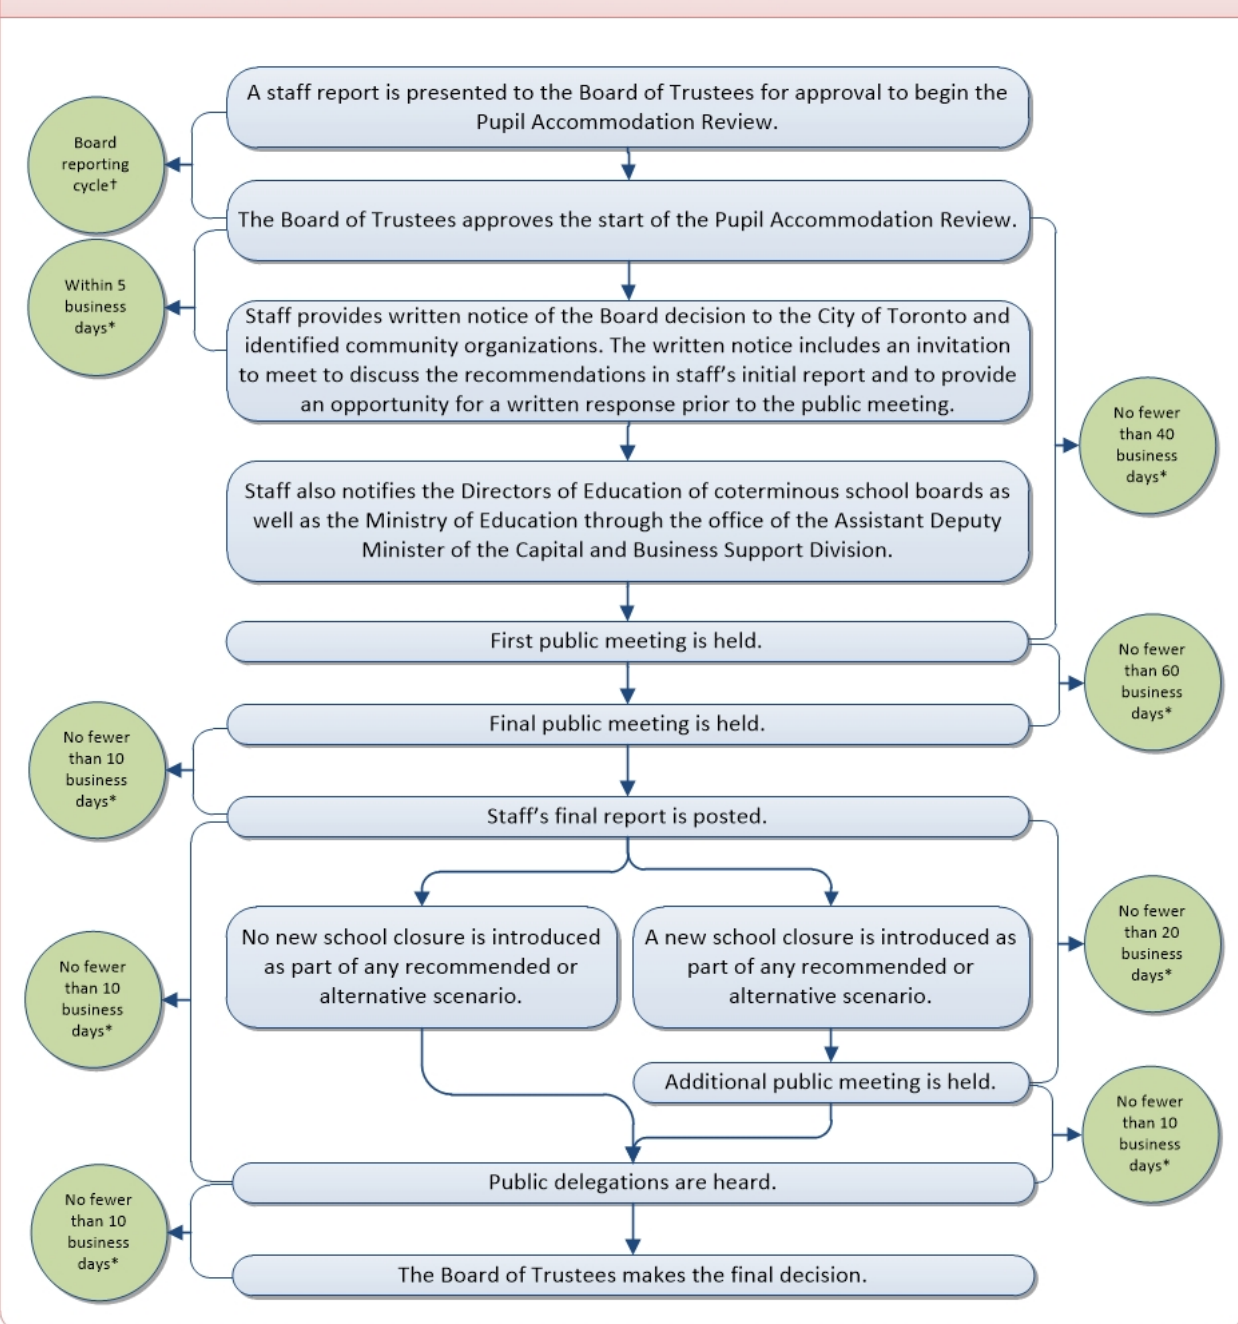 A staff report is presented to the Board of Trustees for approval to begin the
Pupil Accommodation Review.
Board
reporting
cycle†
The Board of Trustees approves the start of the Pupil Accommodation Review.
Within 5
business
days*
Staff provides written notice of the Board decision to the City of Toronto and
identified community organizations. The written notice includes an invitation
to meet to discuss the recommendations in staff's initial report and to provide
an opportunity for a written response prior to the public meeting.
No fewer
than 40
business
days*
Staff also notifies the Directors of Education of coterminous school boards as
well as the Ministry of Education through the office of the Assistant Deputy
Minister of the Capital and Business Support Division.
First public meeting is held.
No fewer
than 60
business
days*
Final public meeting is held.
No fewer
than 10
business
days*
Staff's final report is posted.
No new school closure is introduced
as part of any recommended or
alternative scenario.
A new school closure is introduced as
part of any recommended or
alternative scenario.
No fewer
than 20
business
days*
No fewer
than 10
business
days*
Additional public meeting is held.
No fewer
than 10
business
days*
Public delegations are heard.
No fewer
than 10
business
days*
The Board of Trustees makes the final decision.